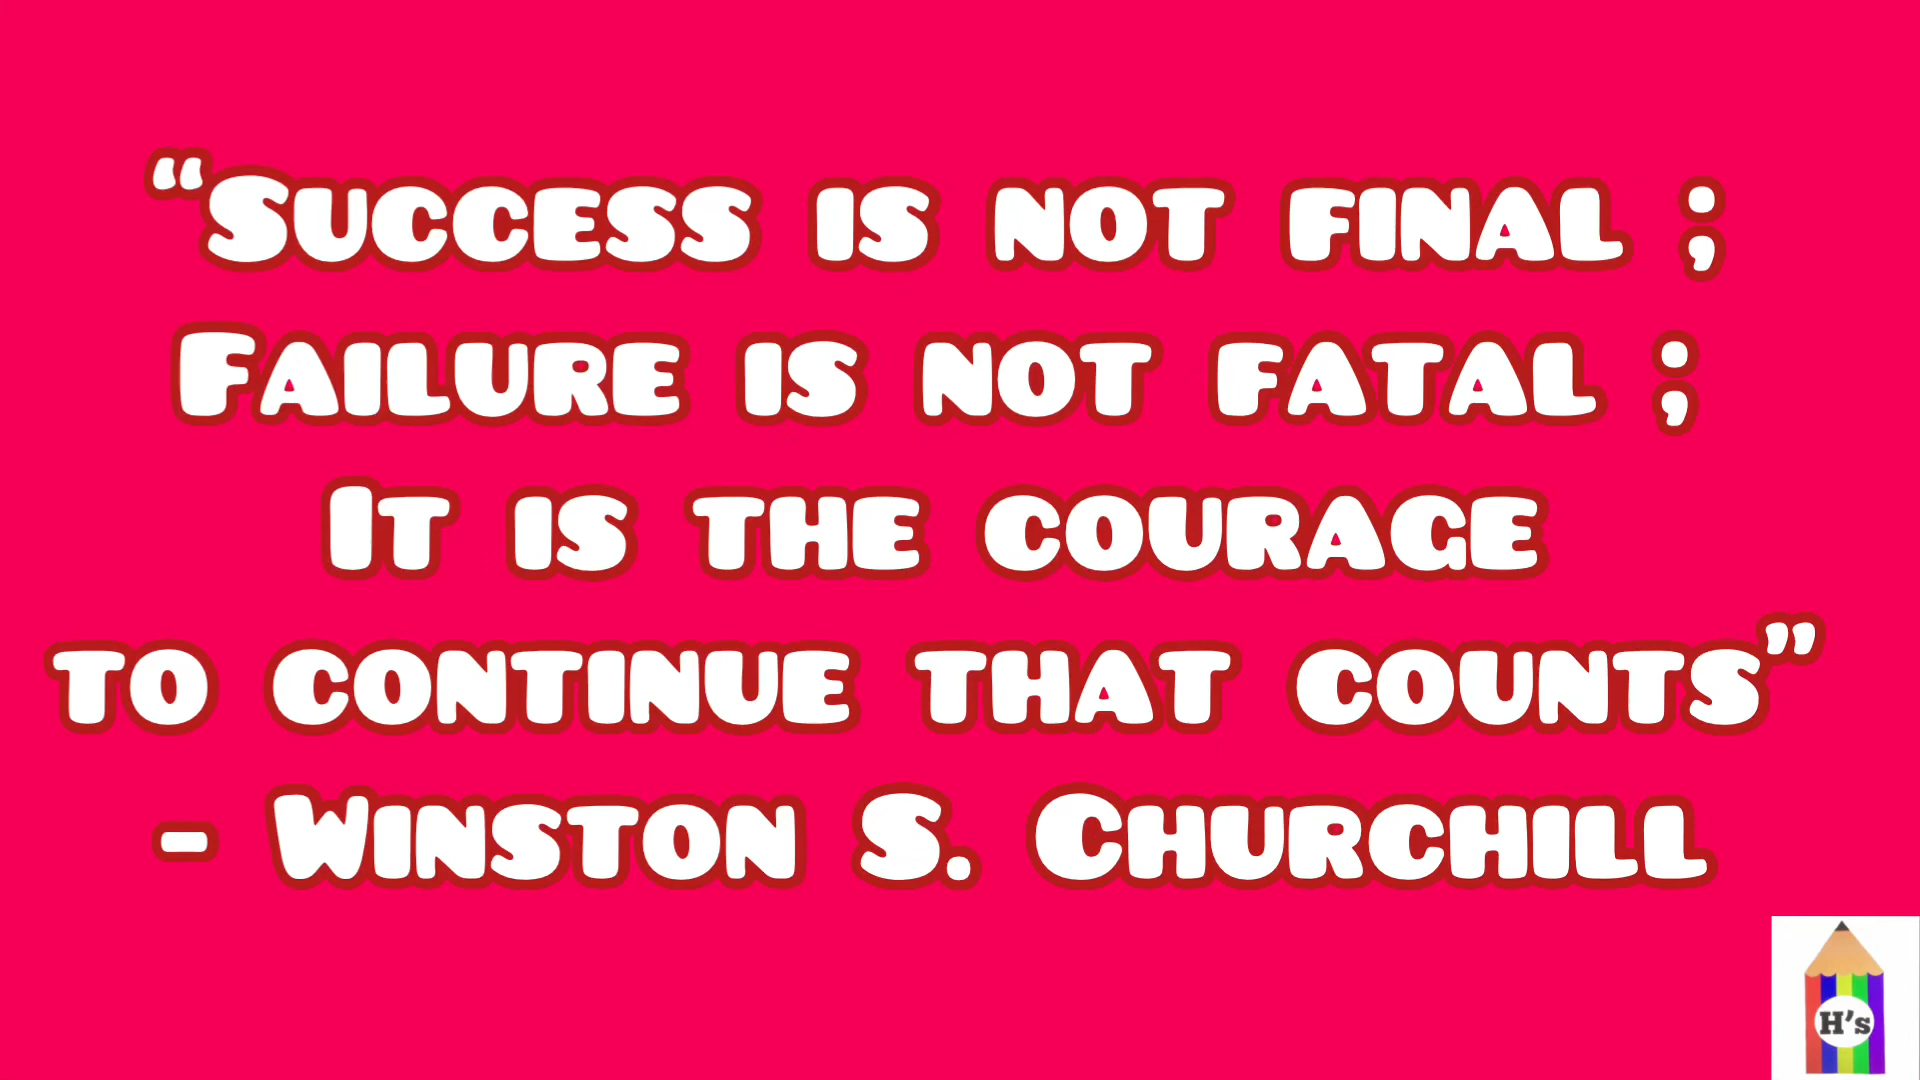 “Success is not final ;
Failure is not fatal ;
It is the courage
to continue that counts”
- Winston S. Churchill
H's